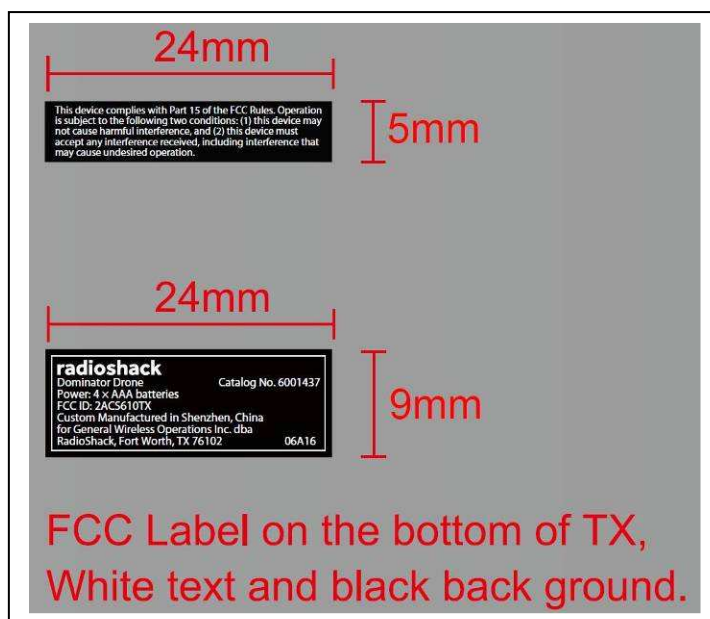 24mm
This device complies with Part 15 of the FCC Rules. Operation
is subject to the following two conditions: (1) this device may
not cause harmful interference, and (2) this device must
accept any interference received, including interference that
may cause undesired operation.
5mm
24mm
radioshack
Dominator Drone Catalog No. 6001437
Power: 4 × AAA batteries
FCC ID: 2ACS610TX
Custom Manufactured in Shenzhen, China
for General Wireless Operations Inc. dba
RadioShack, Fort Worth, TX 76102 06A16
9mm
FCC Label on the bottom of TX,
White text and black back ground.